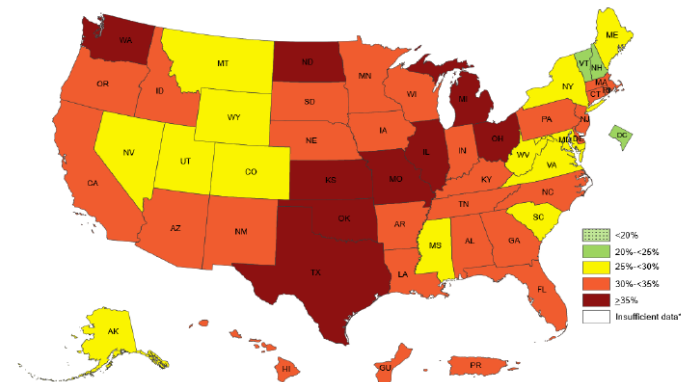 WA
MT
ND
MN
ME
VT
NH
OR
ID
WY
SD
WI
MI
NY
MA
CT
NV
UT
CO
NE
IA
IL
IN
OH
PA
NJ
MD
DC
CA
KS
MO
KY
WV
VA
AZ
NM
OK
AR
TN
NC
TX
LA
MS
AL
GA
SC
FL
AK
HI
GU
PR
<20%
20%-<25%
25%-<30%
30%-<35%
≥35%
Insufficient data*